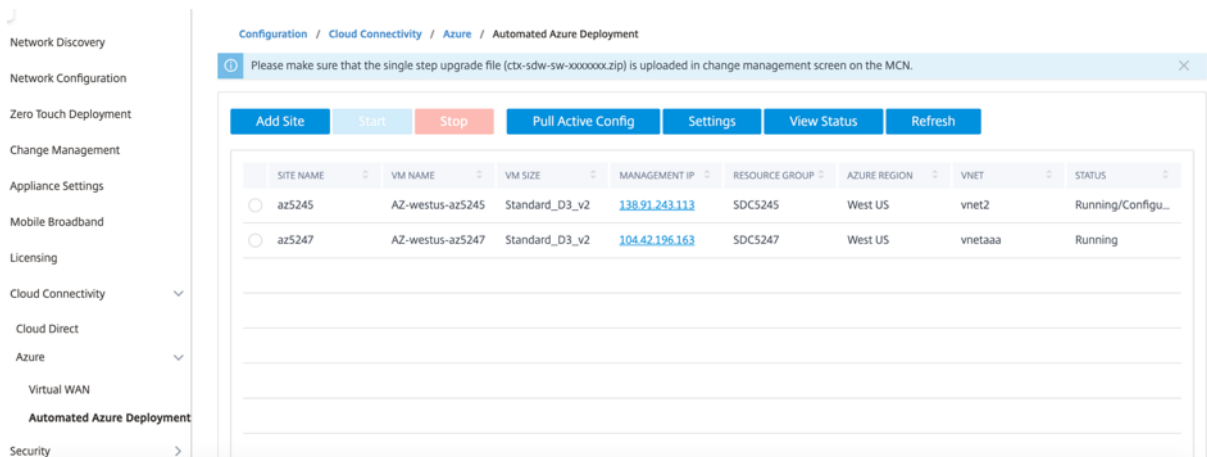 Network Discovery
Network Configuration
Zero Touch Deployment
Change Management
Appliance Settings
Mobile Broadband
Licensing
Cloud Connectivity
Cloud Direct
Azure
Virtual WAN
Automated Azure Deployment
Security
Configuration / Cloud Connectivity / Azure / Automated Azure Deployment
Please make sure that the single step upgrade file (ctx-sdw-sw-xxxxxxx.zip) is uploaded in change management screen on the MCN.
Add Site Start Stop Pull Active Config Settings View Status Refresh
SITE NAME VM NAME VM SIZE MANAGEMENT IP RESOURCE GROUP AZURE REGION VNET STATUS
az5245 AZ-westus-az5245 Standard_D3_v2 138.91.243.113 SDC5245 West US vnet2 Running/Configu...
az5247 AZ-westus-az5247 Standard_D3_v2 104.42.196.163 SDC5247 West US vnetaaa Running